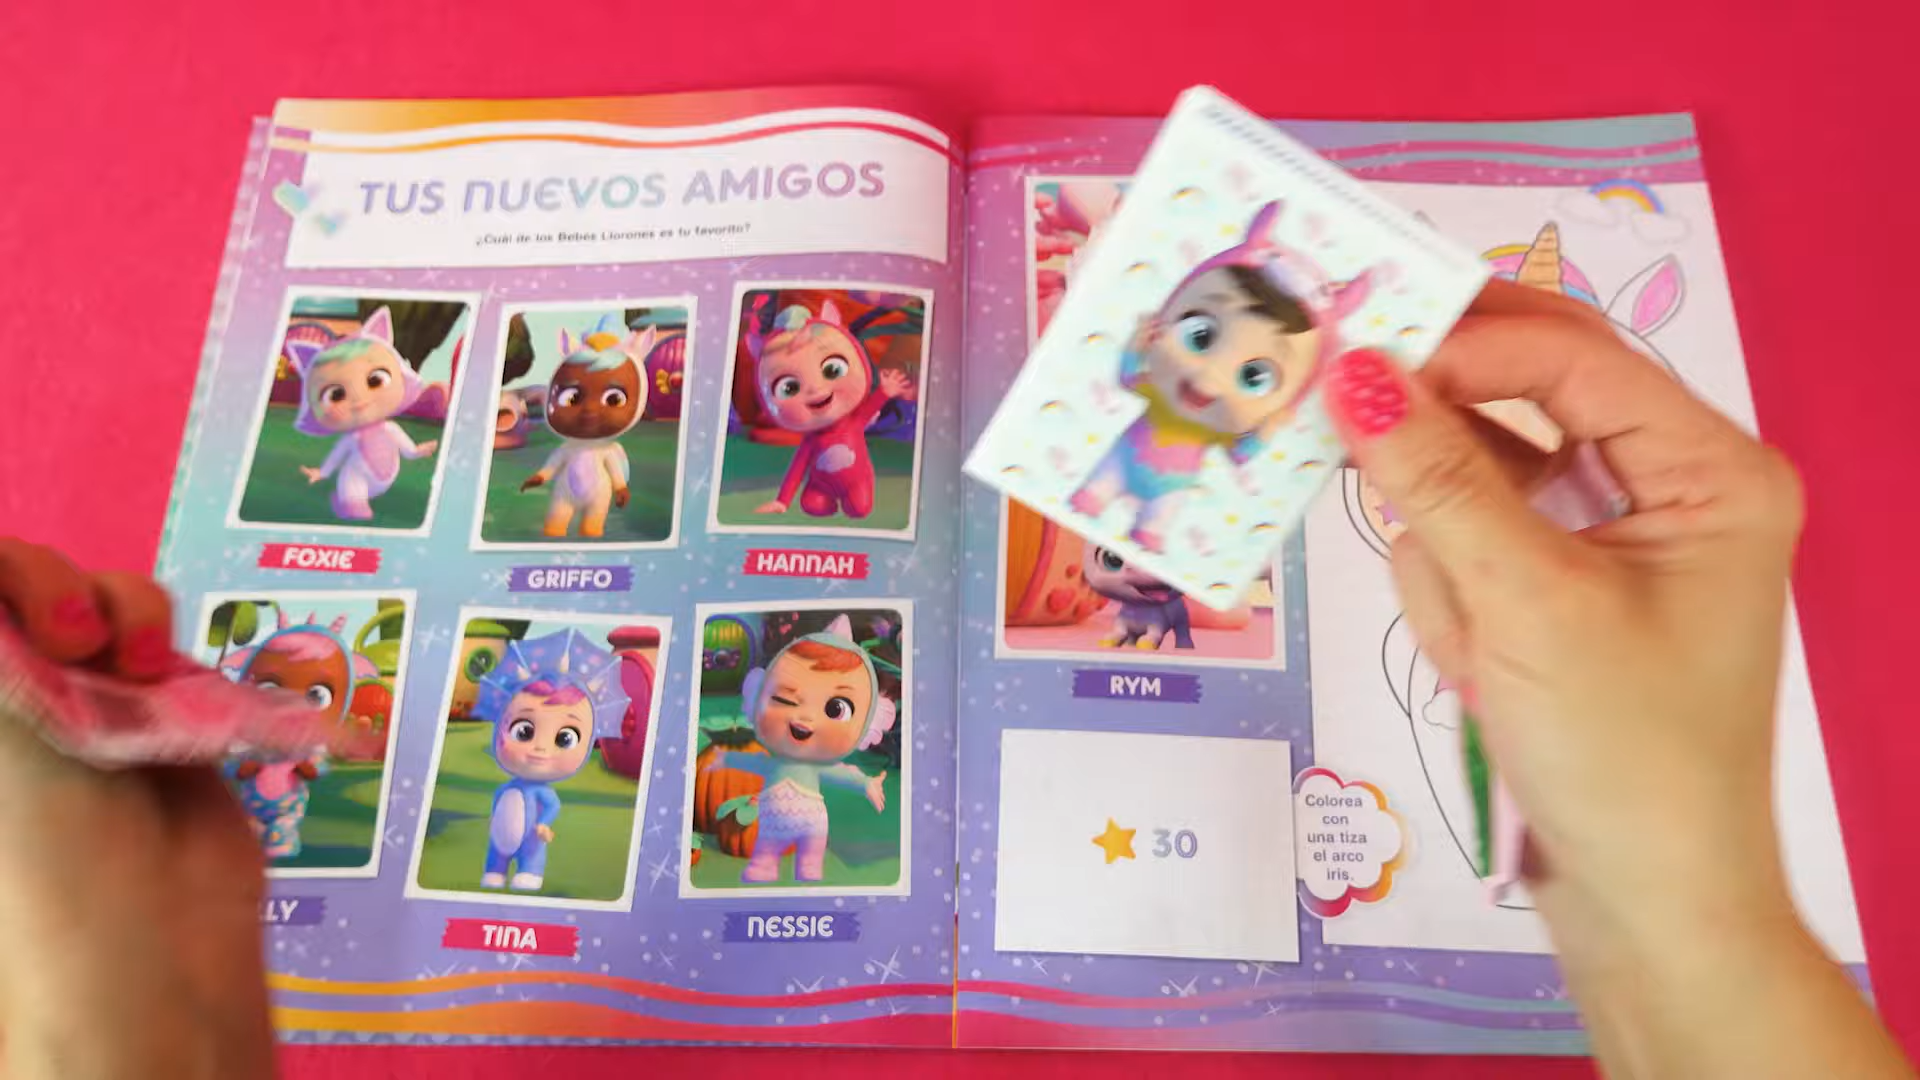 TUS NUEVOS AMIGOS
¿Cuál de los Bebés Llorones es tu favorito?
FOXIE
GRIFFO
HANNAH
LLY
TINA
NESSIE
RYM
30
Colorea
con
una tiza
el arco
iris.